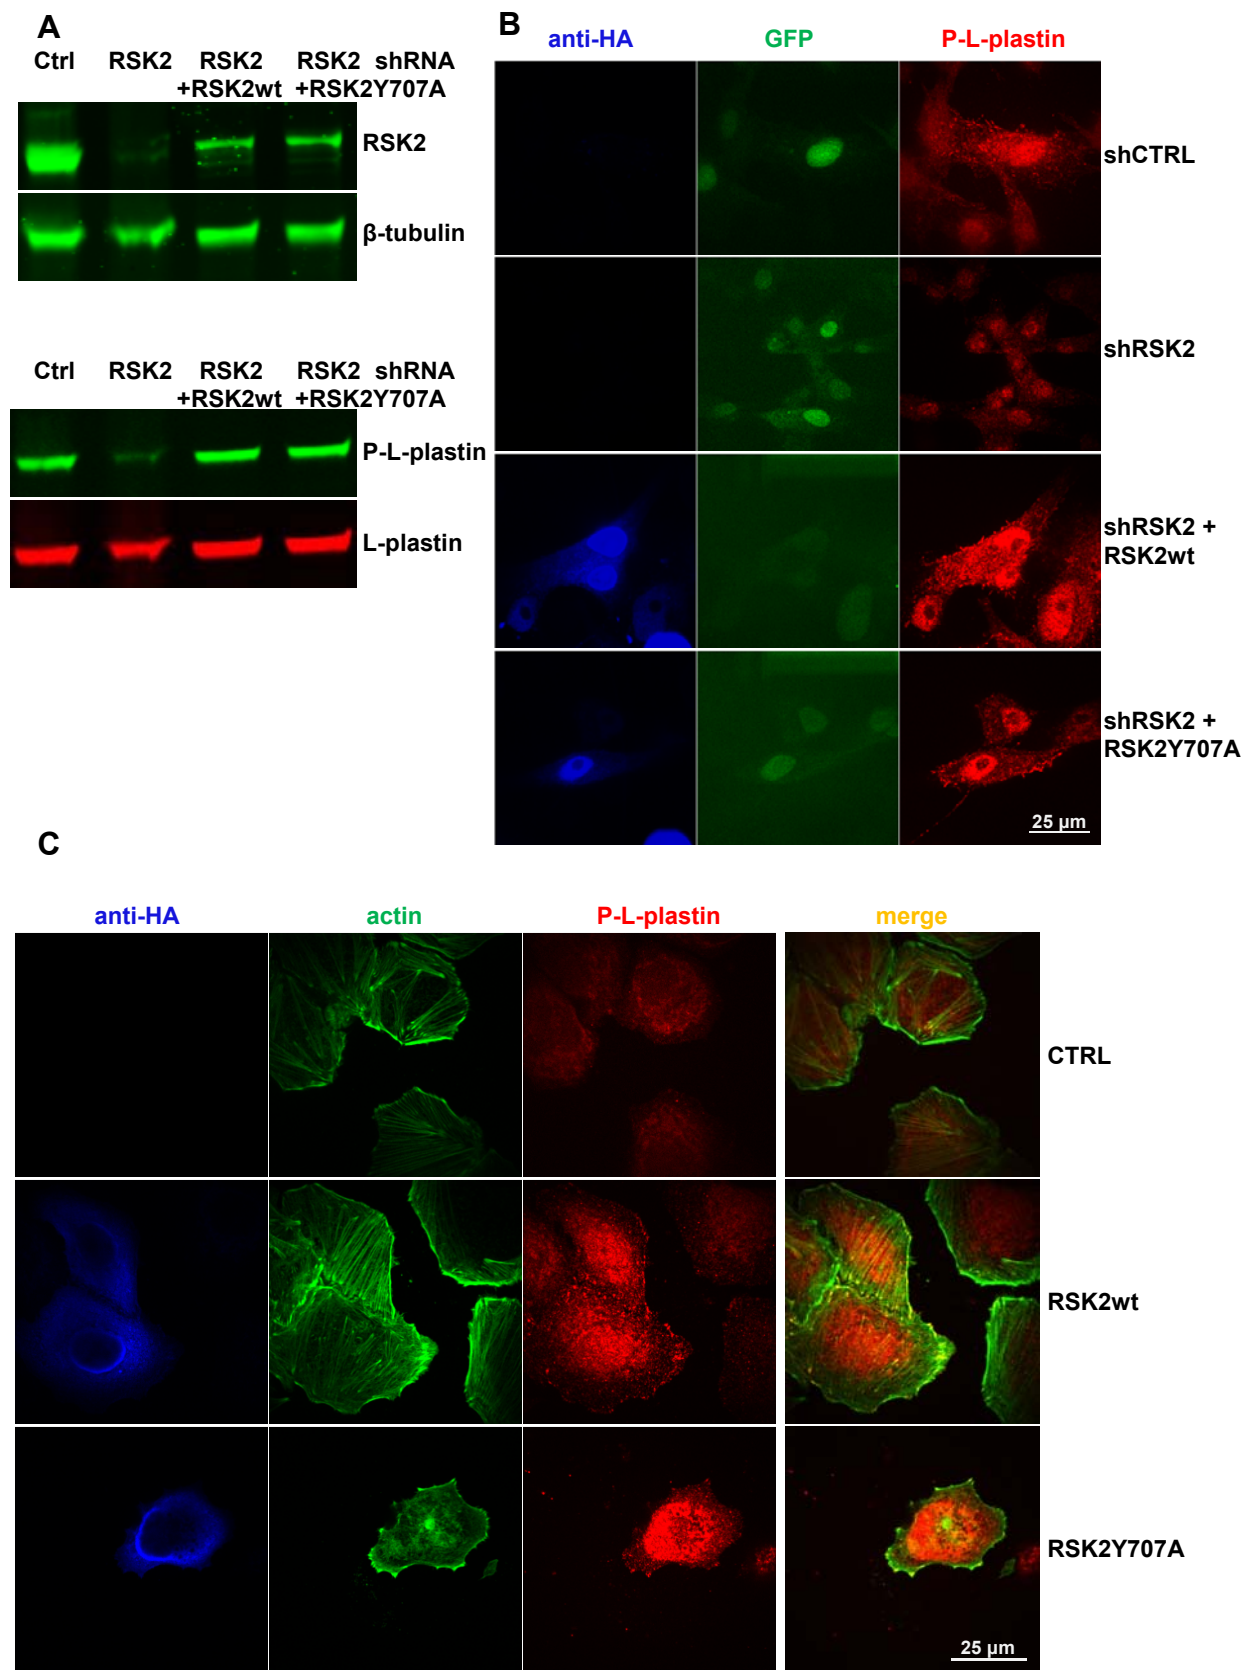 A
Ctrl RSK2 RSK2 RSK2 shRNA
+RSK2wt +RSK2Y707A
RSK2
β-tubulin
Ctrl RSK2 RSK2 RSK2 shRNA
+RSK2wt +RSK2Y707A
P-L-plastin
L-plastin
B
anti-HA GFP P-L-plastin
shCTRL
shRSK2
shRSK2 +
RSK2wt
shRSK2 +
RSK2Y707A
25 µm
C
anti-HA actin P-L-plastin merge
CTRL
RSK2wt
RSK2Y707A
25 µm